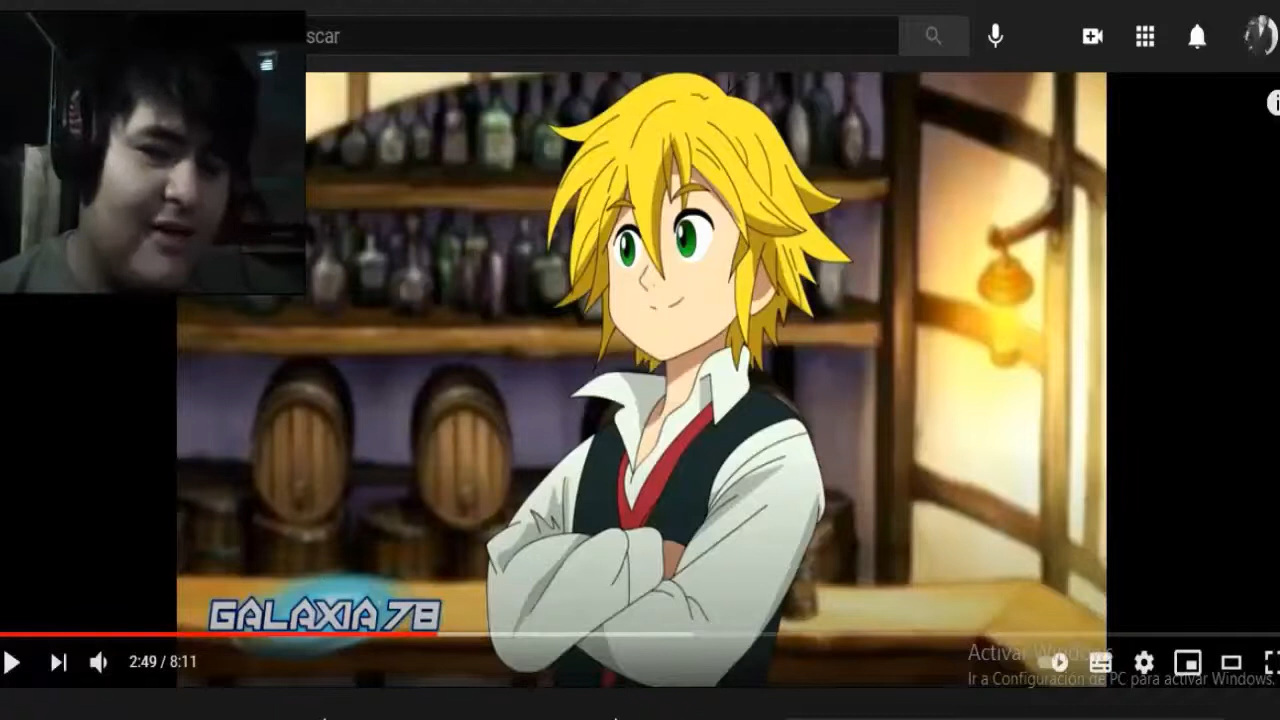 scar
GALAXIA 78
2:49 / 8:11
Activar Windows
Ir a Configuración de PC para activar Windows.